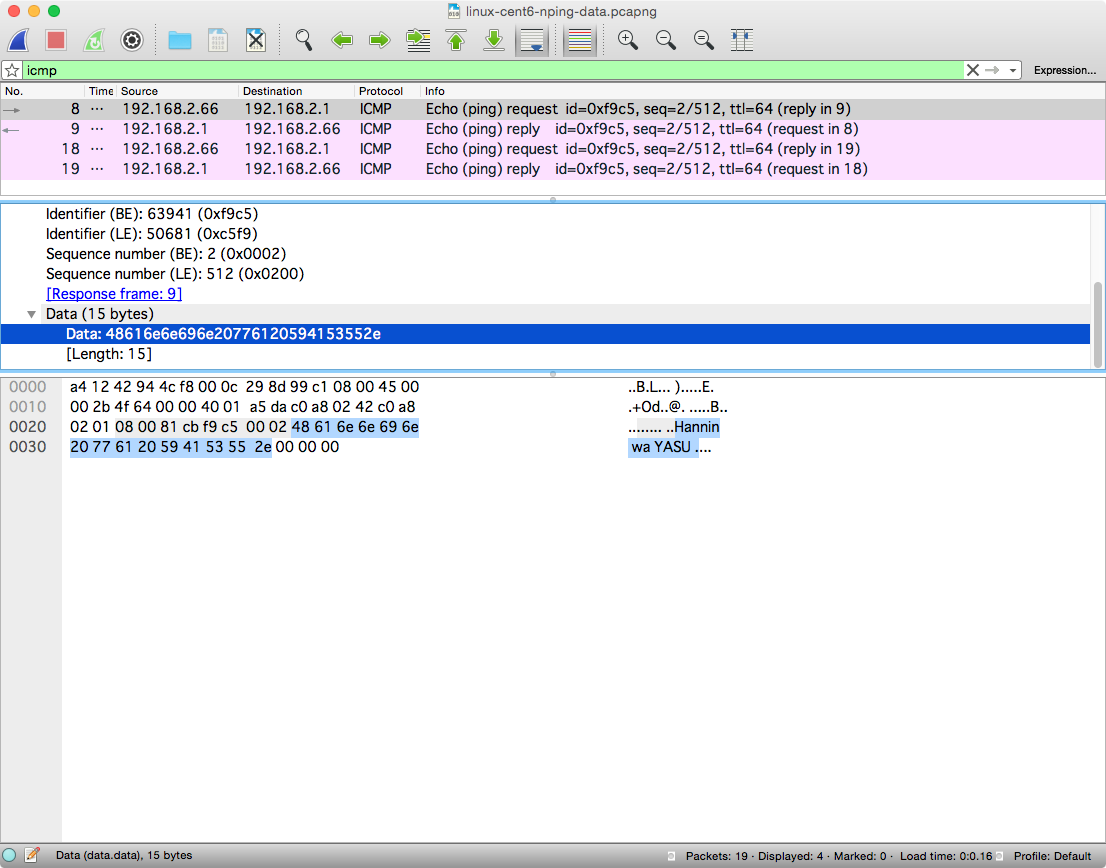 linux-cent6-nping-data.pcapng
icmp
Expression...
No. Time Source Destination Protocol Info
8 ··· 192.168.2.66 192.168.2.1 ICMP Echo (ping) request id=0xf9c5, seq=2/512, ttl=64 (reply in 9)
9 ··· 192.168.2.1 192.168.2.66 ICMP Echo (ping) reply id=0xf9c5, seq=2/512, ttl=64 (request in 8)
18 ··· 192.168.2.66 192.168.2.1 ICMP Echo (ping) request id=0xf9c5, seq=2/512, ttl=64 (reply in 19)
19 ··· 192.168.2.1 192.168.2.66 ICMP Echo (ping) reply id=0xf9c5, seq=2/512, ttl=64 (request in 18)
Identifier (BE): 63941 (0xf9c5)
Identifier (LE): 50681 (0xc5f9)
Sequence number (BE): 2 (0x0002)
Sequence number (LE): 512 (0x0200)
[Response frame: 9]
Data (15 bytes)
Data: 48616e6e696e20776120594153552e
[Length: 15]
0000 a4 12 42 94 4c f8 00 0c 29 8d 99 c1 08 00 45 00 ..B.L... ).....E.
0010 00 2b 4f 64 00 00 40 01 a5 da c0 a8 02 42 c0 a8 .+Od..@. .....B..
0020 02 01 08 00 81 cb f9 c5 00 02 48 61 6e 6e 69 6e ........ ..Hannin
0030 20 77 61 20 59 41 53 55 2e 00 00 00 wa YASU ....
Data (data.data), 15 bytes
Packets: 19 · Displayed: 4 · Marked: 0 · Load time: 0:0.16
Profile: Default